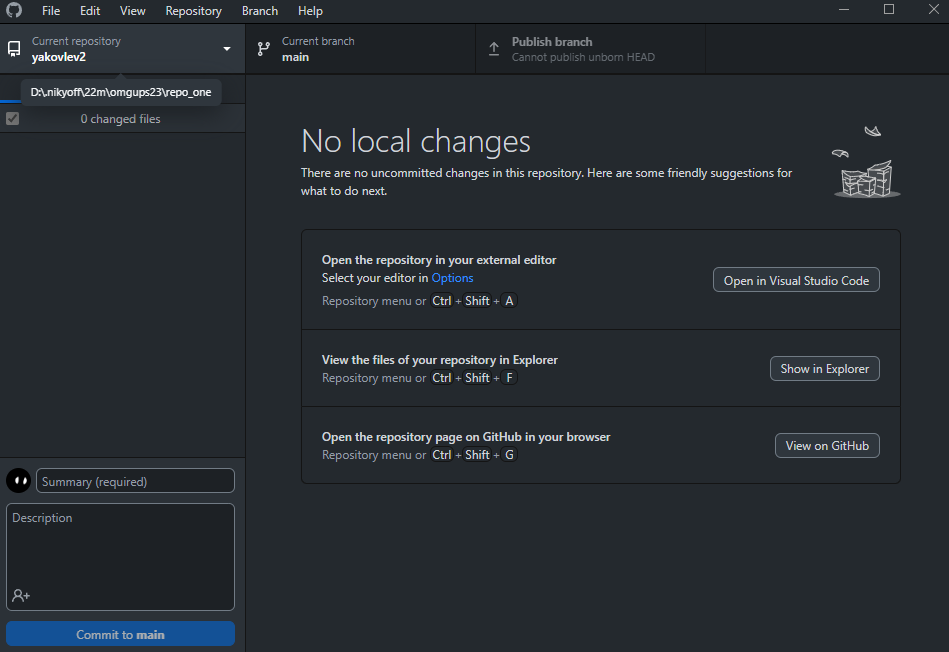 File Edit View Repository Branch Help
Current repository
yakovlev2
Current branch
main
Publish branch
Cannot publish unborn HEAD
D:\.nikyoff\22m\omgups23\repo_one
0 changed files
No local changes
There are no uncommitted changes in this repository. Here are some friendly suggestions for
what to do next.
Open the repository in your external editor
Select your editor in Options
Repository menu or Ctrl + Shift + A
Open in Visual Studio Code
View the files of your repository in Explorer
Repository menu or Ctrl + Shift + F
Show in Explorer
Open the repository page on GitHub in your browser
Repository menu or Ctrl + Shift + G
View on GitHub
Summary (required)
Description
Commit to main